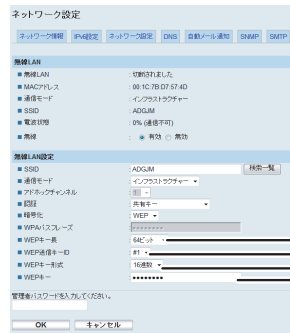 ネットワーク設定
ネットワーク情報 IPv6設定 ネットワーク設定 DNS 自動メール通知 SNMP SMTP
無線LAN
■ 無線LAN : 切断されました
■ MACアドレス : 00:1C:7B:D7:57:4D
■ 通信モード : インフラストラクチャー
■ SSID : ADGJM
■ 電波状態 : 0% (通信不可)
■ 無線 : 有効 無効
無線LAN設定
■ SSID : ADGJM 検索一覧
■ 通信モード : インフラストラクチャー
■ アドホックチャンネル :
■ 認証 : 共有キー
■ 暗号化 : WEP
■ WPAパスフレーズ : ********
■ WEPキー長 : 64ビット
■ WEP送信キーID : #1
■ WEPキー形式 : 16進数
■ WEPキー : ●●●●●●●●
管理者パスワードを入力してください。
OK キャンセル